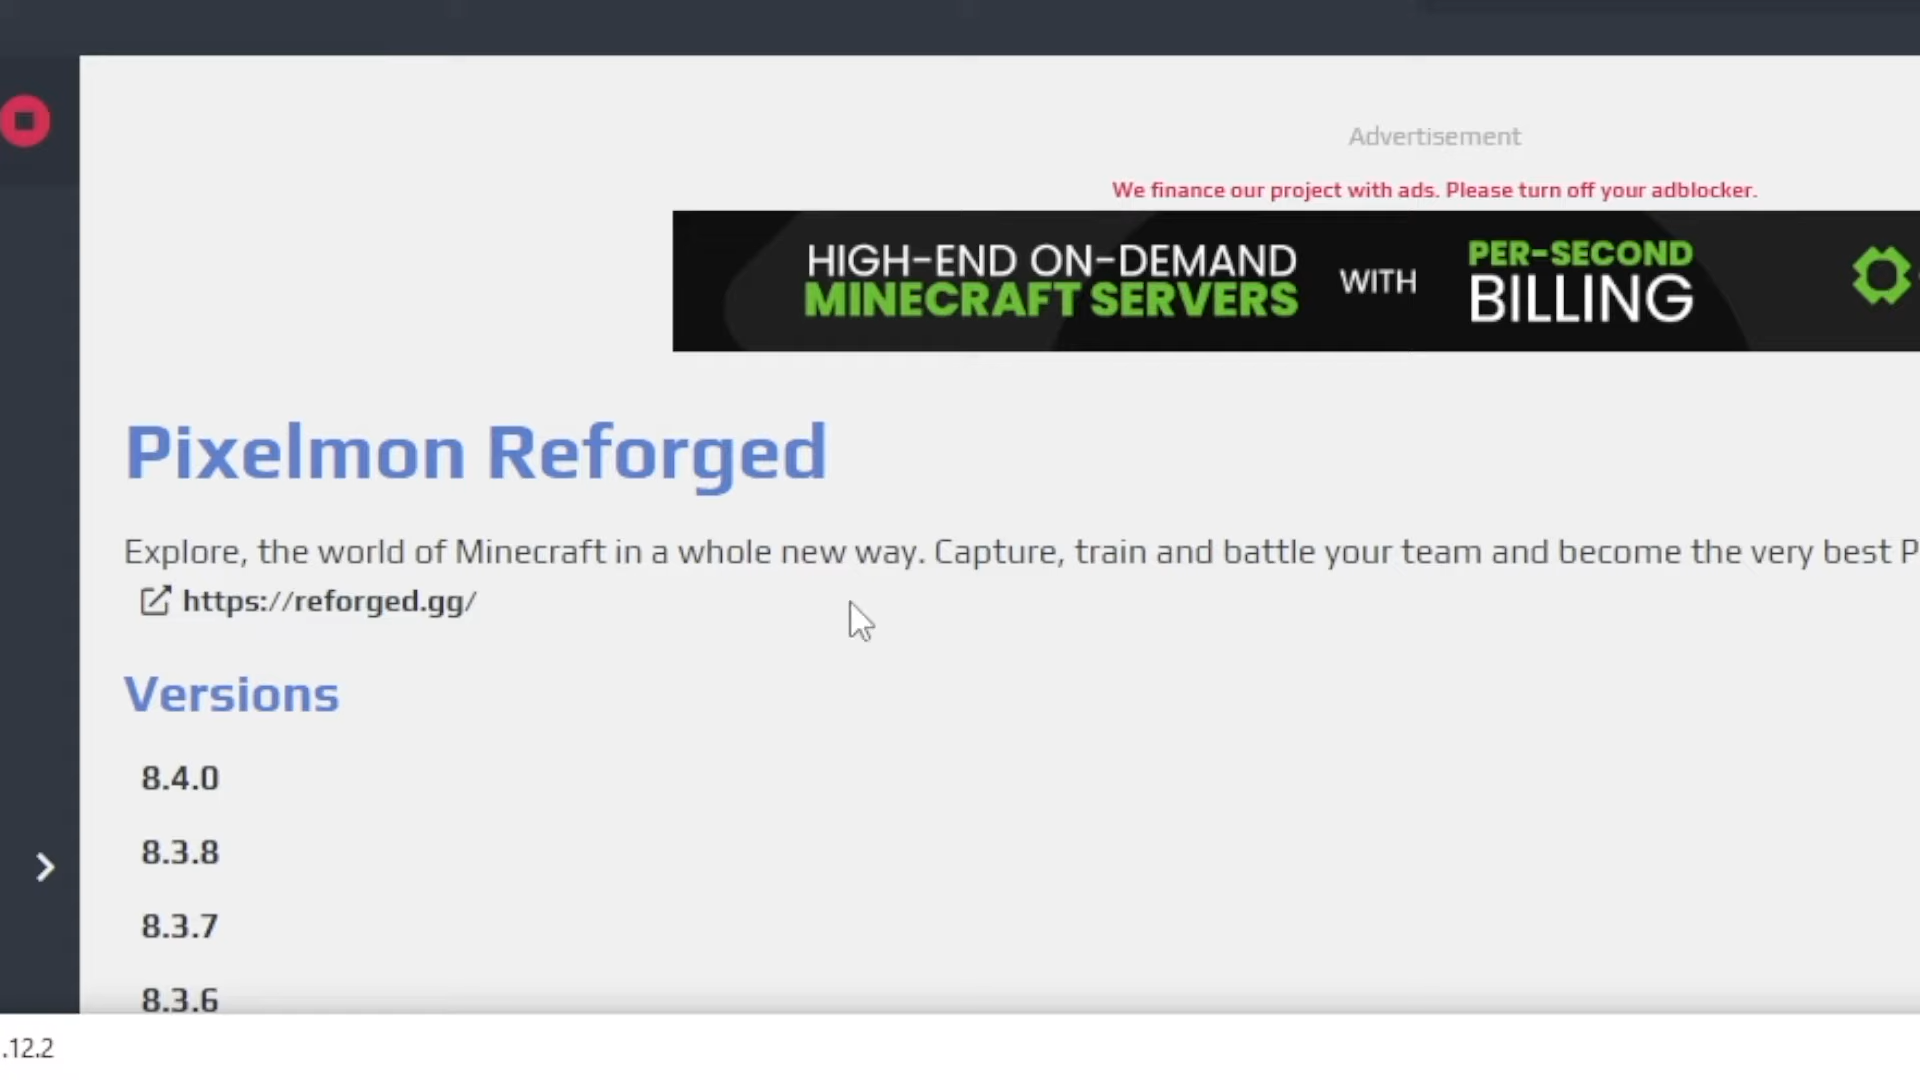 Advertisement
We finance our project with ads. Please turn off your adblocker.
HIGH-END ON-DEMAND
MINECRAFT SERVERS
WITH
PER-SECOND
BILLING
Pixelmon Reforged
Explore, the world of Minecraft in a whole new way. Capture, train and battle your team and become the very best P
https://reforged.gg/
Versions
8.4.0
8.3.8
8.3.7
8.3.6
.12.2